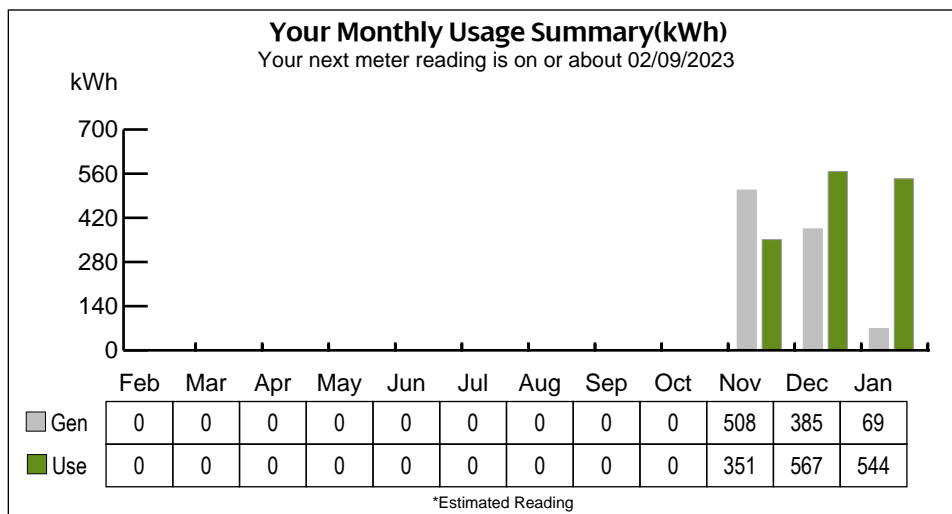 Your Monthly Usage Summary(kWh)
Your next meter reading is on or about 02/09/2023
kWh
700
560
420
280
140
0
Feb Mar Apr May Jun Jul Aug Sep Oct Nov Dec Jan
Gen 0 0 0 0 0 0 0 0 0 508 385 69
Use 0 0 0 0 0 0 0 0 0 351 567 544
*Estimated Reading